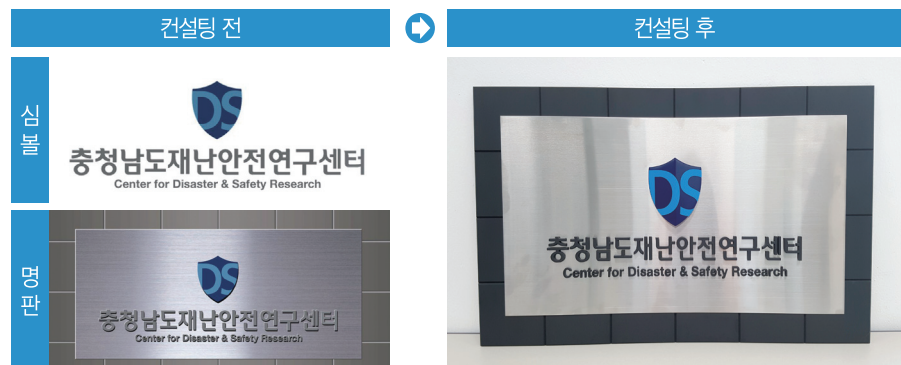 컨설팅 전
컨설팅 후
심볼
DS
충청남도재난안전연구센터
Center for Disaster & Safety Research
명판
DS
충청남도재난안전연구센터
Center for Disaster & Safety Research
DS
충청남도재난안전연구센터
Center for Disaster & Safety Research